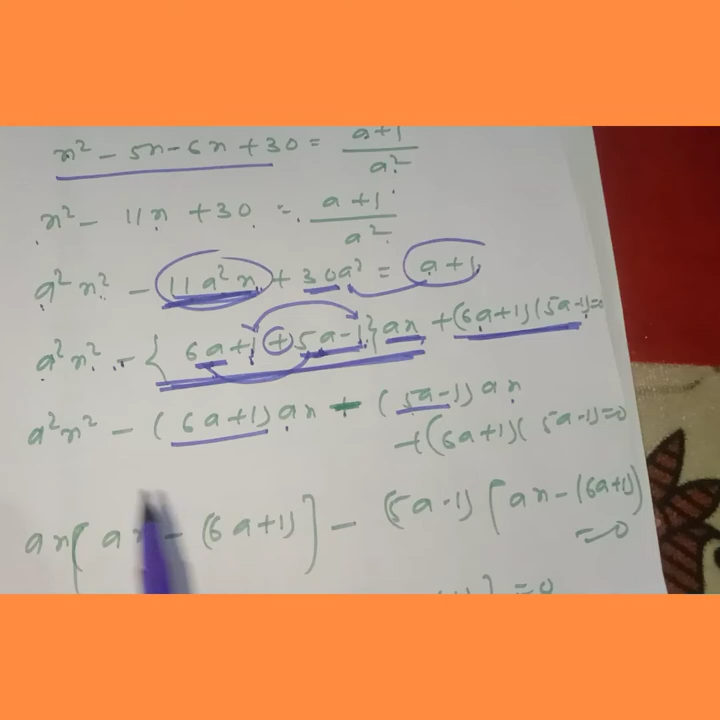 x² - 5x - 6x + 30 = a+1/a²
x² - 11x + 30 = a+1/a²
a²x² - 11a²x + 30a² = a+1
a²x² - { 6a+1 + 5a-1 } ax + (6a+1)(5a-1)=0
a²x² - (6a+1) ax - (5a-1) ax
+(6a+1)(5a-1)=0
ax[ax - (6a+1)] - (5a-1)[ax - (6a+1)]
=0
] =0